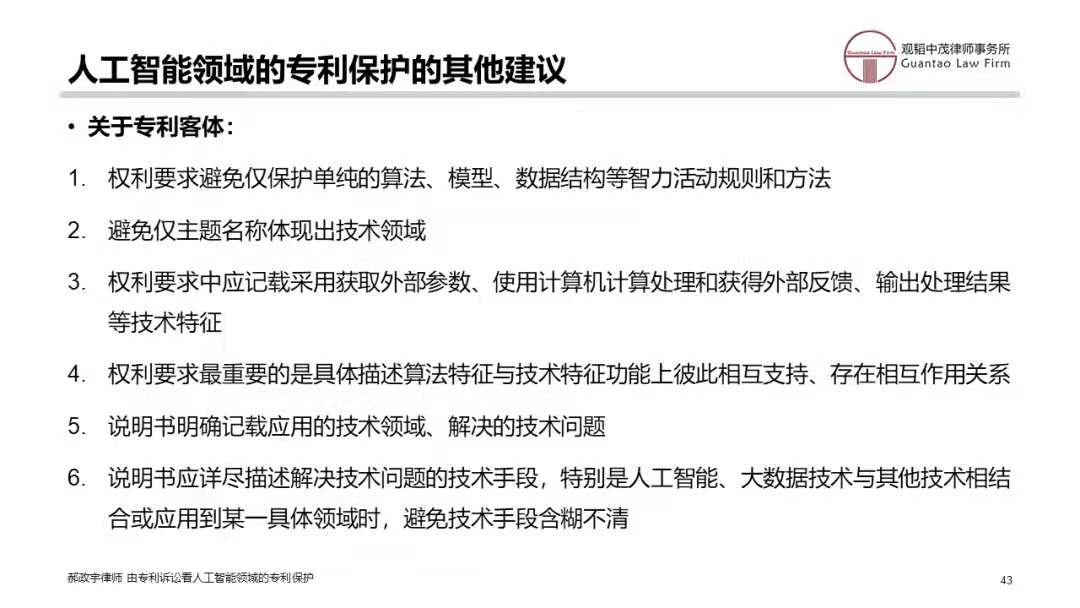 人工智能领域的专利保护的其他建议
Guantao Law Firm
观韬中茂律师事务所
Guantao Law Firm
• 关于专利客体：
1. 权利要求避免仅保护单纯的算法、模型、数据结构等智力活动规则和方法
2. 避免仅主题名称体现出技术领域
3. 权利要求中应记载采用获取外部参数、使用计算机计算处理和获得外部反馈、输出处理结果
等技术特征
4. 权利要求最重要的是具体描述算法特征与技术特征功能上彼此相互支持、存在相互作用关系
5. 说明书明确记载应用的技术领域、解决的技术问题
6. 说明书应详尽描述解决技术问题的技术手段，特别是人工智能、大数据技术与其他技术相结
合或应用到某一具体领域时，避免技术手段含糊不清
郝政宇律师 由专利诉讼看人工智能领域的专利保护
43